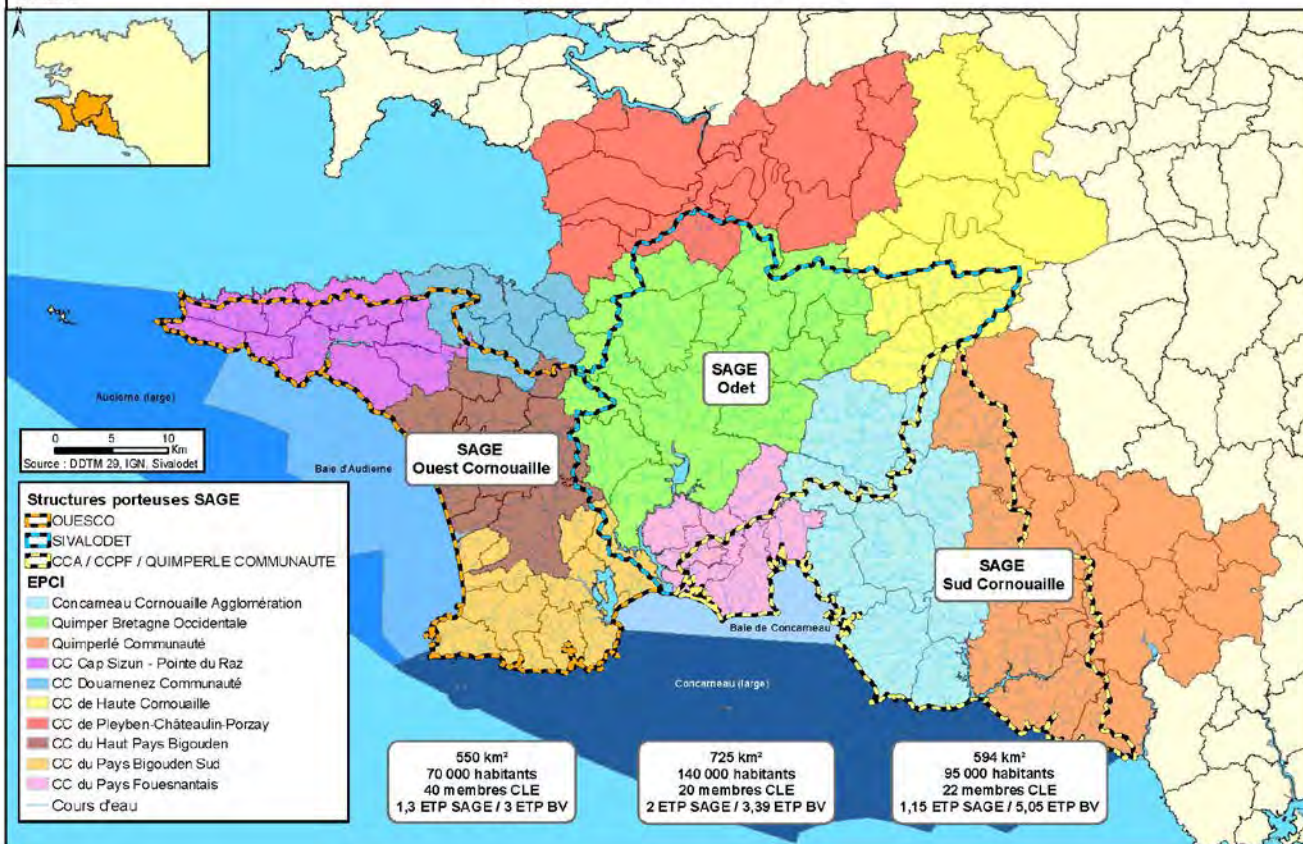 N
SAGE
Odet
SAGE
Ouest Cornouaille
SAGE
Sud Cornouaille
Audierne (large)
Baie d'Audierne
Baie de Concarneau
Concarneau (large)
0 5 10
Km
Source : DDTM 29, IGN, Sivalodet
Structures porteuses SAGE
OUESCO
SIVALODET
CCA / CCPF / QUIMPERLE COMMUNAUTE
EPCI
Concarneau Cornouaille Agglomération
Quimper Bretagne Occidentale
Quimperlé Communauté
CC Cap Sizun - Pointe du Raz
CC Douarnenez Communauté
CC de Haute Cornouaille
CC de Pleyben-Châteaulin-Porzay
CC du Haut Pays Bigouden
CC du Pays Bigouden Sud
CC du Pays Fouesnantais
Cours d'eau
550 km²
70 000 habitants
40 membres CLE
1,3 ETP SAGE / 3 ETP BV
725 km²
140 000 habitants
20 membres CLE
2 ETP SAGE / 3,39 ETP BV
594 km²
95 000 habitants
22 membres CLE
1,15 ETP SAGE / 5,05 ETP BV